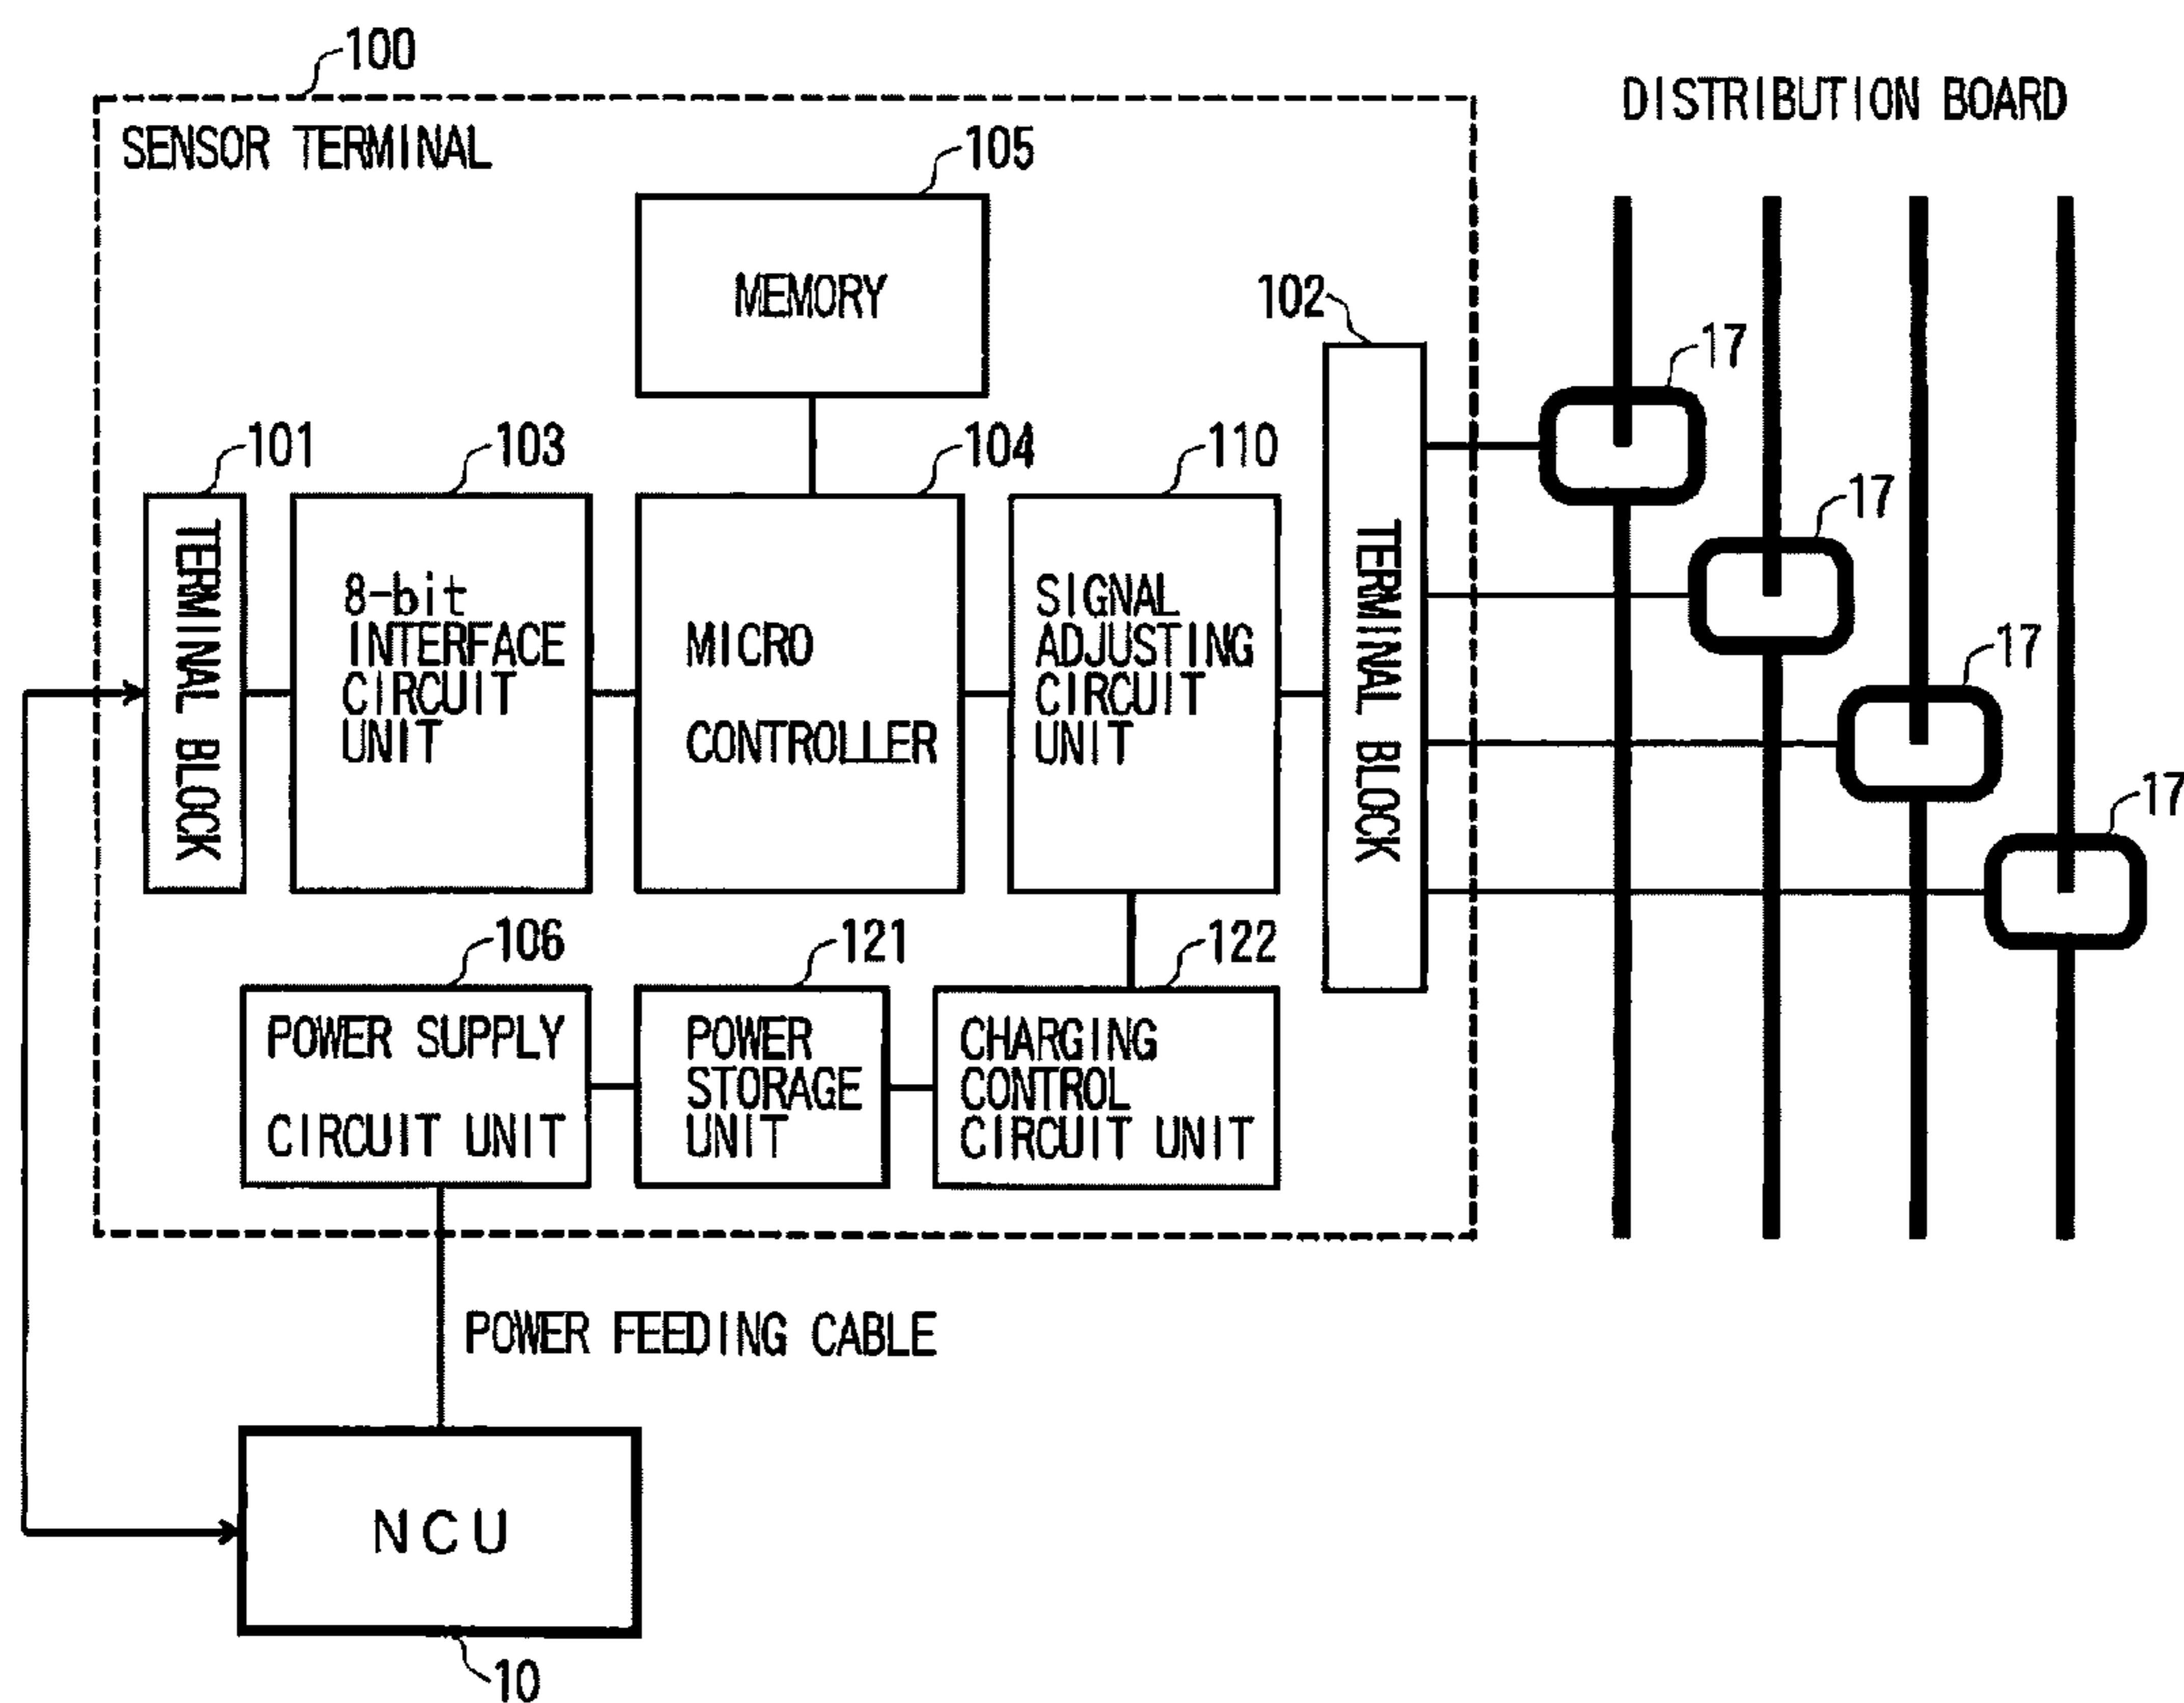 100
DISTRIBUTION BOARD
SENSOR TERMINAL
105
MEMORY
102
17
101
103
104
110
17
TERMINAL BLOCK
8-bit
INTERFACE
CIRCUIT
UNIT
MICRO
CONTROLLER
SIGNAL
ADJUSTING
CIRCUIT
UNIT
TERMINAL BLOCK
17
17
106
121
122
POWER SUPPLY
CIRCUIT UNIT
POWER
STORAGE
UNIT
CHARGING
CONTROL
CIRCUIT UNIT
POWER FEEDING CABLE
NCU
10